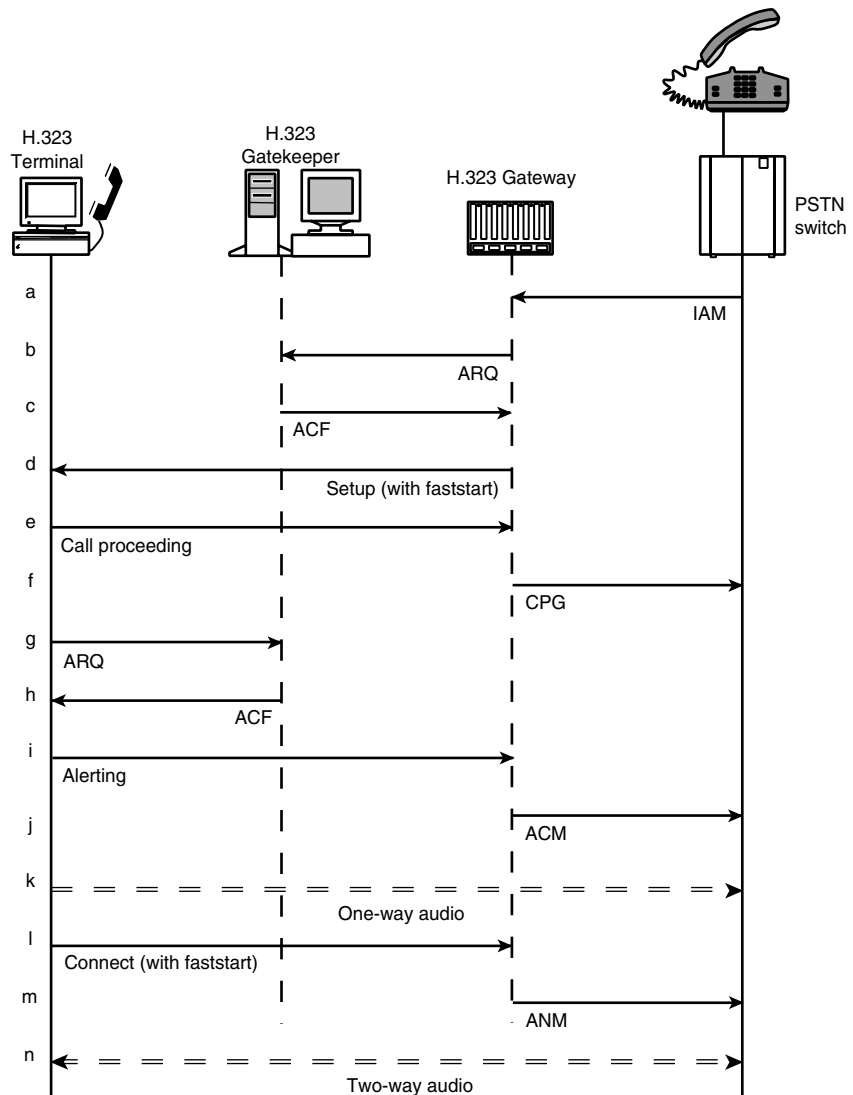 H.323
Terminal
H.323
Gatekeeper
H.323 Gateway
PSTN
switch
a
IAM
b
ARQ
c
ACF
d
Setup (with faststart)
e
Call proceeding
f
CPG
g
ARQ
h
ACF
i
Alerting
j
ACM
k
One-way audio
l
Connect (with faststart)
m
ANM
n
Two-way audio